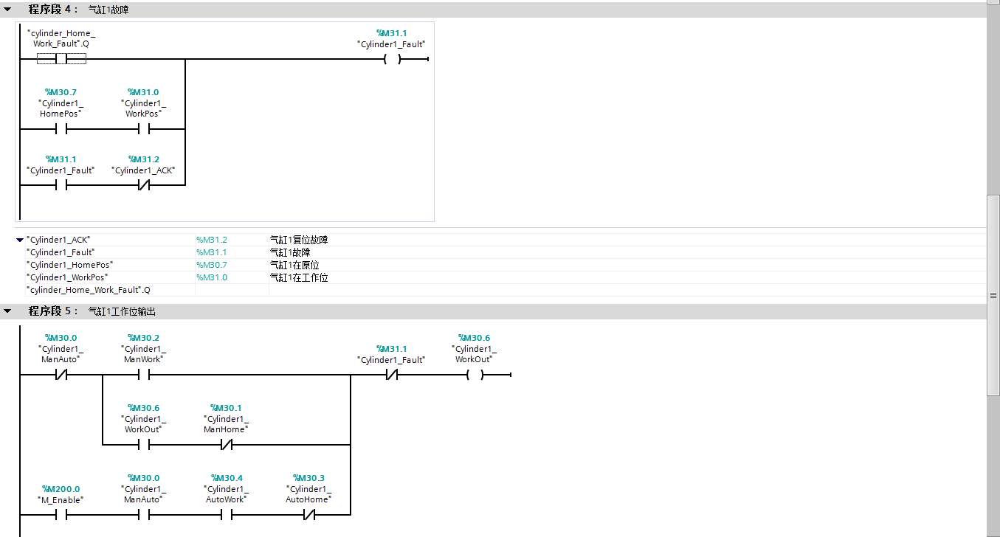 程序段 4： 气缸1故障
"cylinder_Home_
Work_Fault".Q
%M31.1
"Cylinder1_Fault"
%M30.7
"Cylinder1_
HomePos"
%M31.0
"Cylinder1_
WorkPos"
%M31.1
"Cylinder1_Fault"
%M31.2
"Cylinder1_ACK"
"Cylinder1_ACK" %M31.2 气缸1复位故障
"Cylinder1_Fault" %M31.1 气缸1故障
"Cylinder1_HomePos" %M30.7 气缸1在原位
"Cylinder1_WorkPos" %M31.0 气缸1在工作位
"cylinder_Home_Work_Fault".Q
程序段 5： 气缸1工作位输出
%M30.0
"Cylinder1_
ManAuto"
%M30.2
"Cylinder1_
ManWork"
%M31.1
"Cylinder1_Fault"
%M30.6
"Cylinder1_
WorkOut"
%M30.6
"Cylinder1_
WorkOut"
%M30.1
"Cylinder1_
ManHome"
%M200.0
"M_Enable"
%M30.0
"Cylinder1_
ManAuto"
%M30.4
"Cylinder1_
AutoWork"
%M30.3
"Cylinder1_
AutoHome"